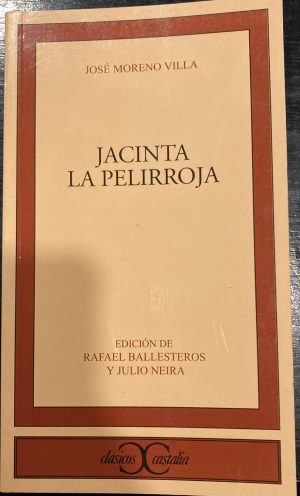 JOSÉ MORENO VILLA
JACINTA
LA PELIRROJA
EDICIÓN DE
RAFAEL BALLESTEROS
Y JULIO NEIRA
clásicos castalia